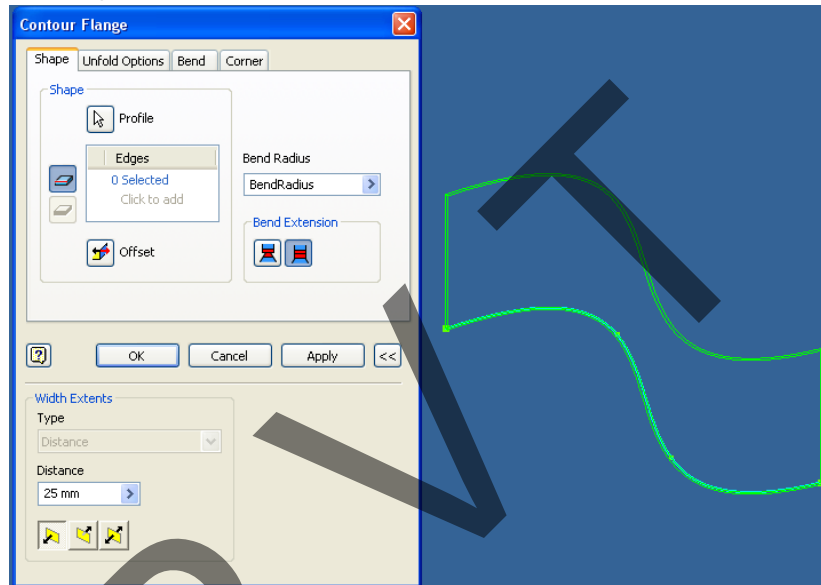 Contour Flange
Shape Unfold Options Bend Corner
Shape
Profile
Edges
0 Selected
Click to add
Offset
Bend Radius
BendRadius
Bend Extension
OK Cancel Apply <<
Width Extents
Type
Distance
Distance
25 mm